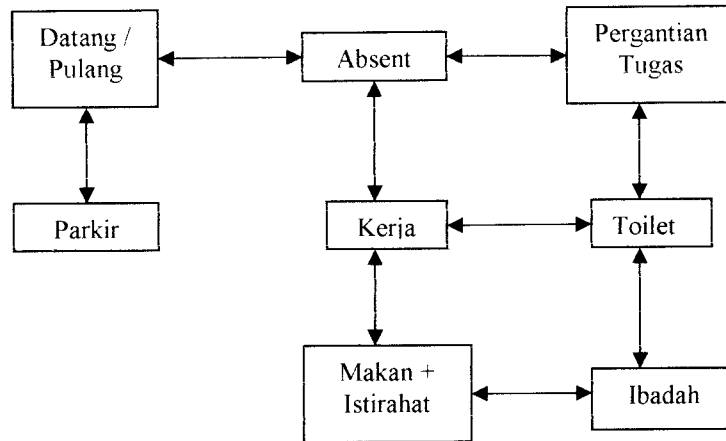 Datang /
Pulang
Absent
Pergantian
Tugas
Parkir
Kerja
Toilet
Makan +
Istirahat
Ibadah